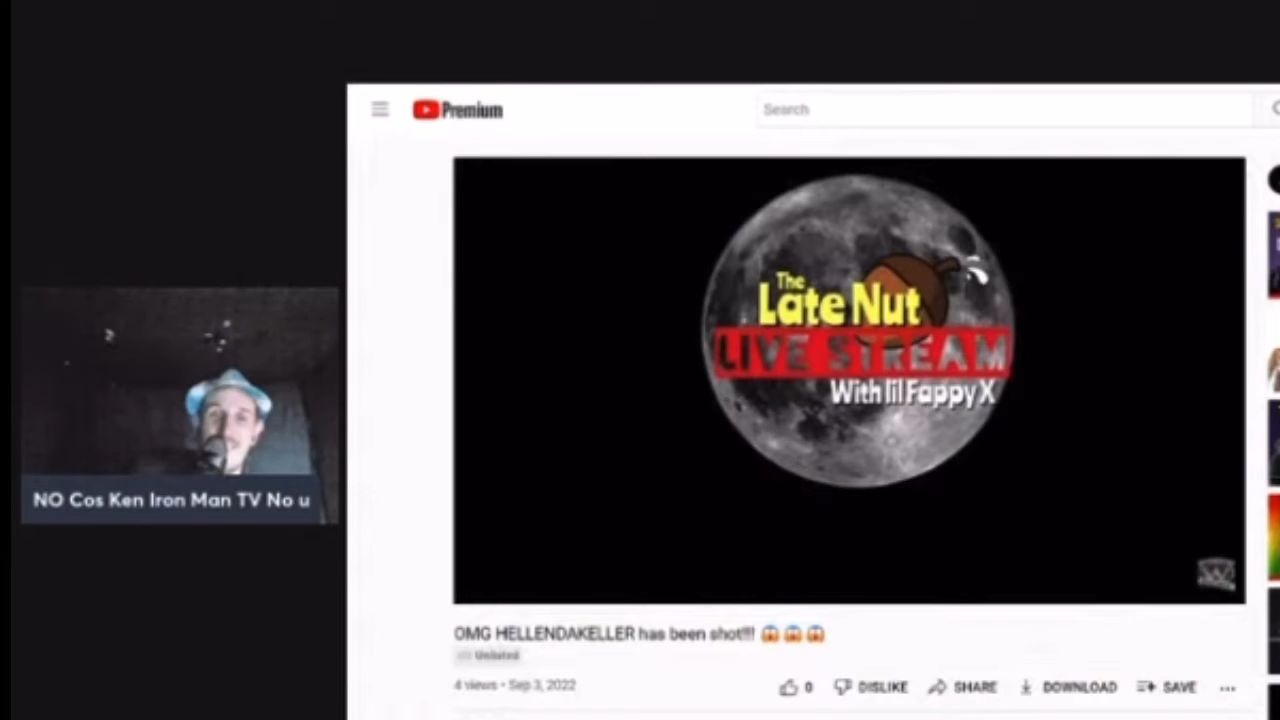 Premium
Search
The
Late Nut
LIVE STREAM
With lil Fappy X
NO Cos Ken Iron Man TV No u
OMG HELLENDAKELLER has been shot!!! 😱 😱 😱
Unlisted
4 views • Sep 3, 2022
0 DISLIKE SHARE DOWNLOAD SAVE